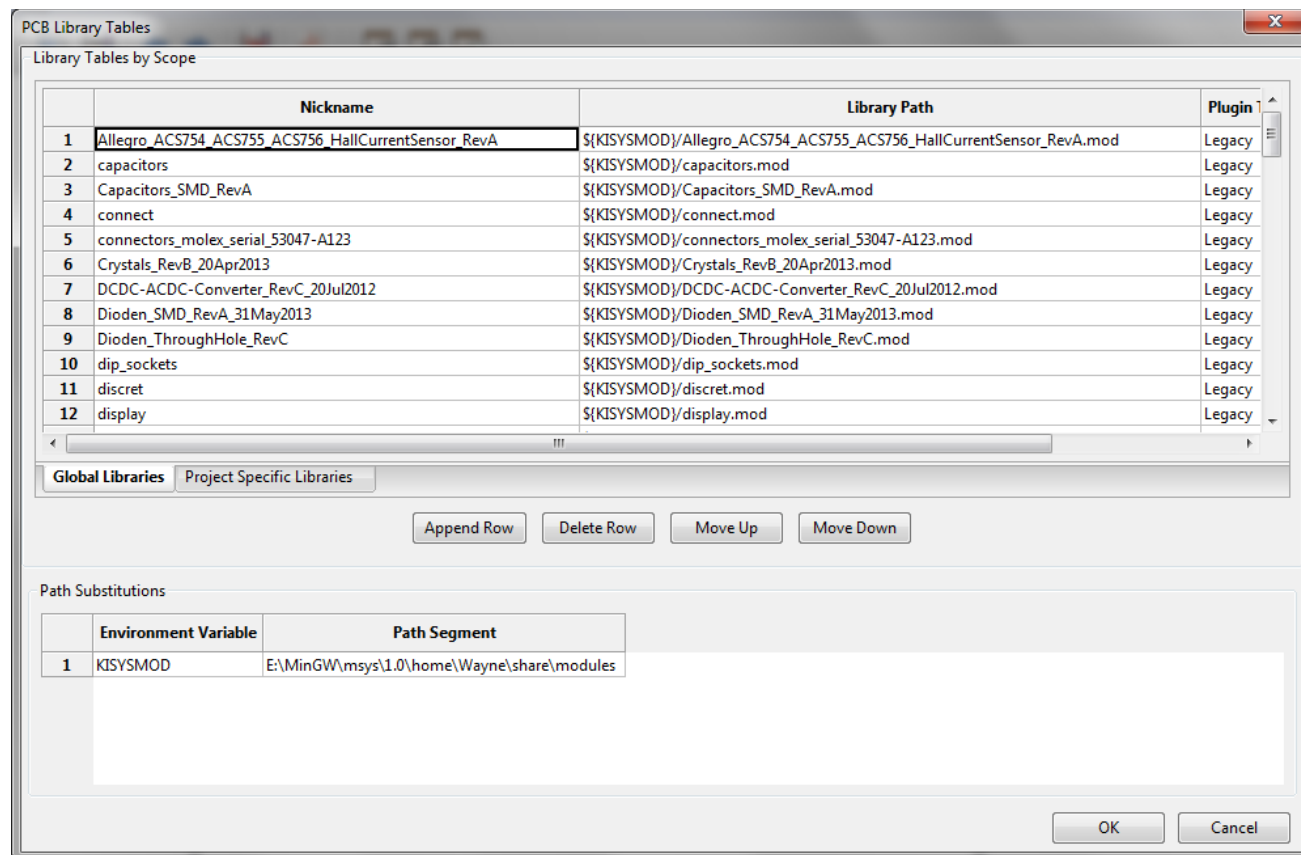 PCB Library Tables
Library Tables by Scope
Nickname Library Path Plugin
1 Allegro_ACS754_ACS755_ACS756_HallCurrentSensor_RevA ${KISYSMOD}/Allegro_ACS754_ACS755_ACS756_HallCurrentSensor_RevA.mod Legacy
2 capacitors ${KISYSMOD}/capacitors.mod Legacy
3 Capacitors_SMD_RevA ${KISYSMOD}/Capacitors_SMD_RevA.mod Legacy
4 connect ${KISYSMOD}/connect.mod Legacy
5 connectors_molex_serial_53047-A123 ${KISYSMOD}/connectors_molex_serial_53047-A123.mod Legacy
6 Crystals_RevB_20Apr2013 ${KISYSMOD}/Crystals_RevB_20Apr2013.mod Legacy
7 DCDC-ACDC-Converter_RevC_20Jul2012 ${KISYSMOD}/DCDC-ACDC-Converter_RevC_20Jul2012.mod Legacy
8 Dioden_SMD_RevA_31May2013 ${KISYSMOD}/Dioden_SMD_RevA_31May2013.mod Legacy
9 Dioden_ThroughHole_RevC ${KISYSMOD}/Dioden_ThroughHole_RevC.mod Legacy
10 dip_sockets ${KISYSMOD}/dip_sockets.mod Legacy
11 discret ${KISYSMOD}/discret.mod Legacy
12 display ${KISYSMOD}/display.mod Legacy
Global Libraries Project Specific Libraries
Append Row Delete Row Move Up Move Down
Path Substitutions
Environment Variable Path Segment
1 KISYSMOD E:\MinGW\msys\1.0\home\Wayne\share\modules
OK Cancel